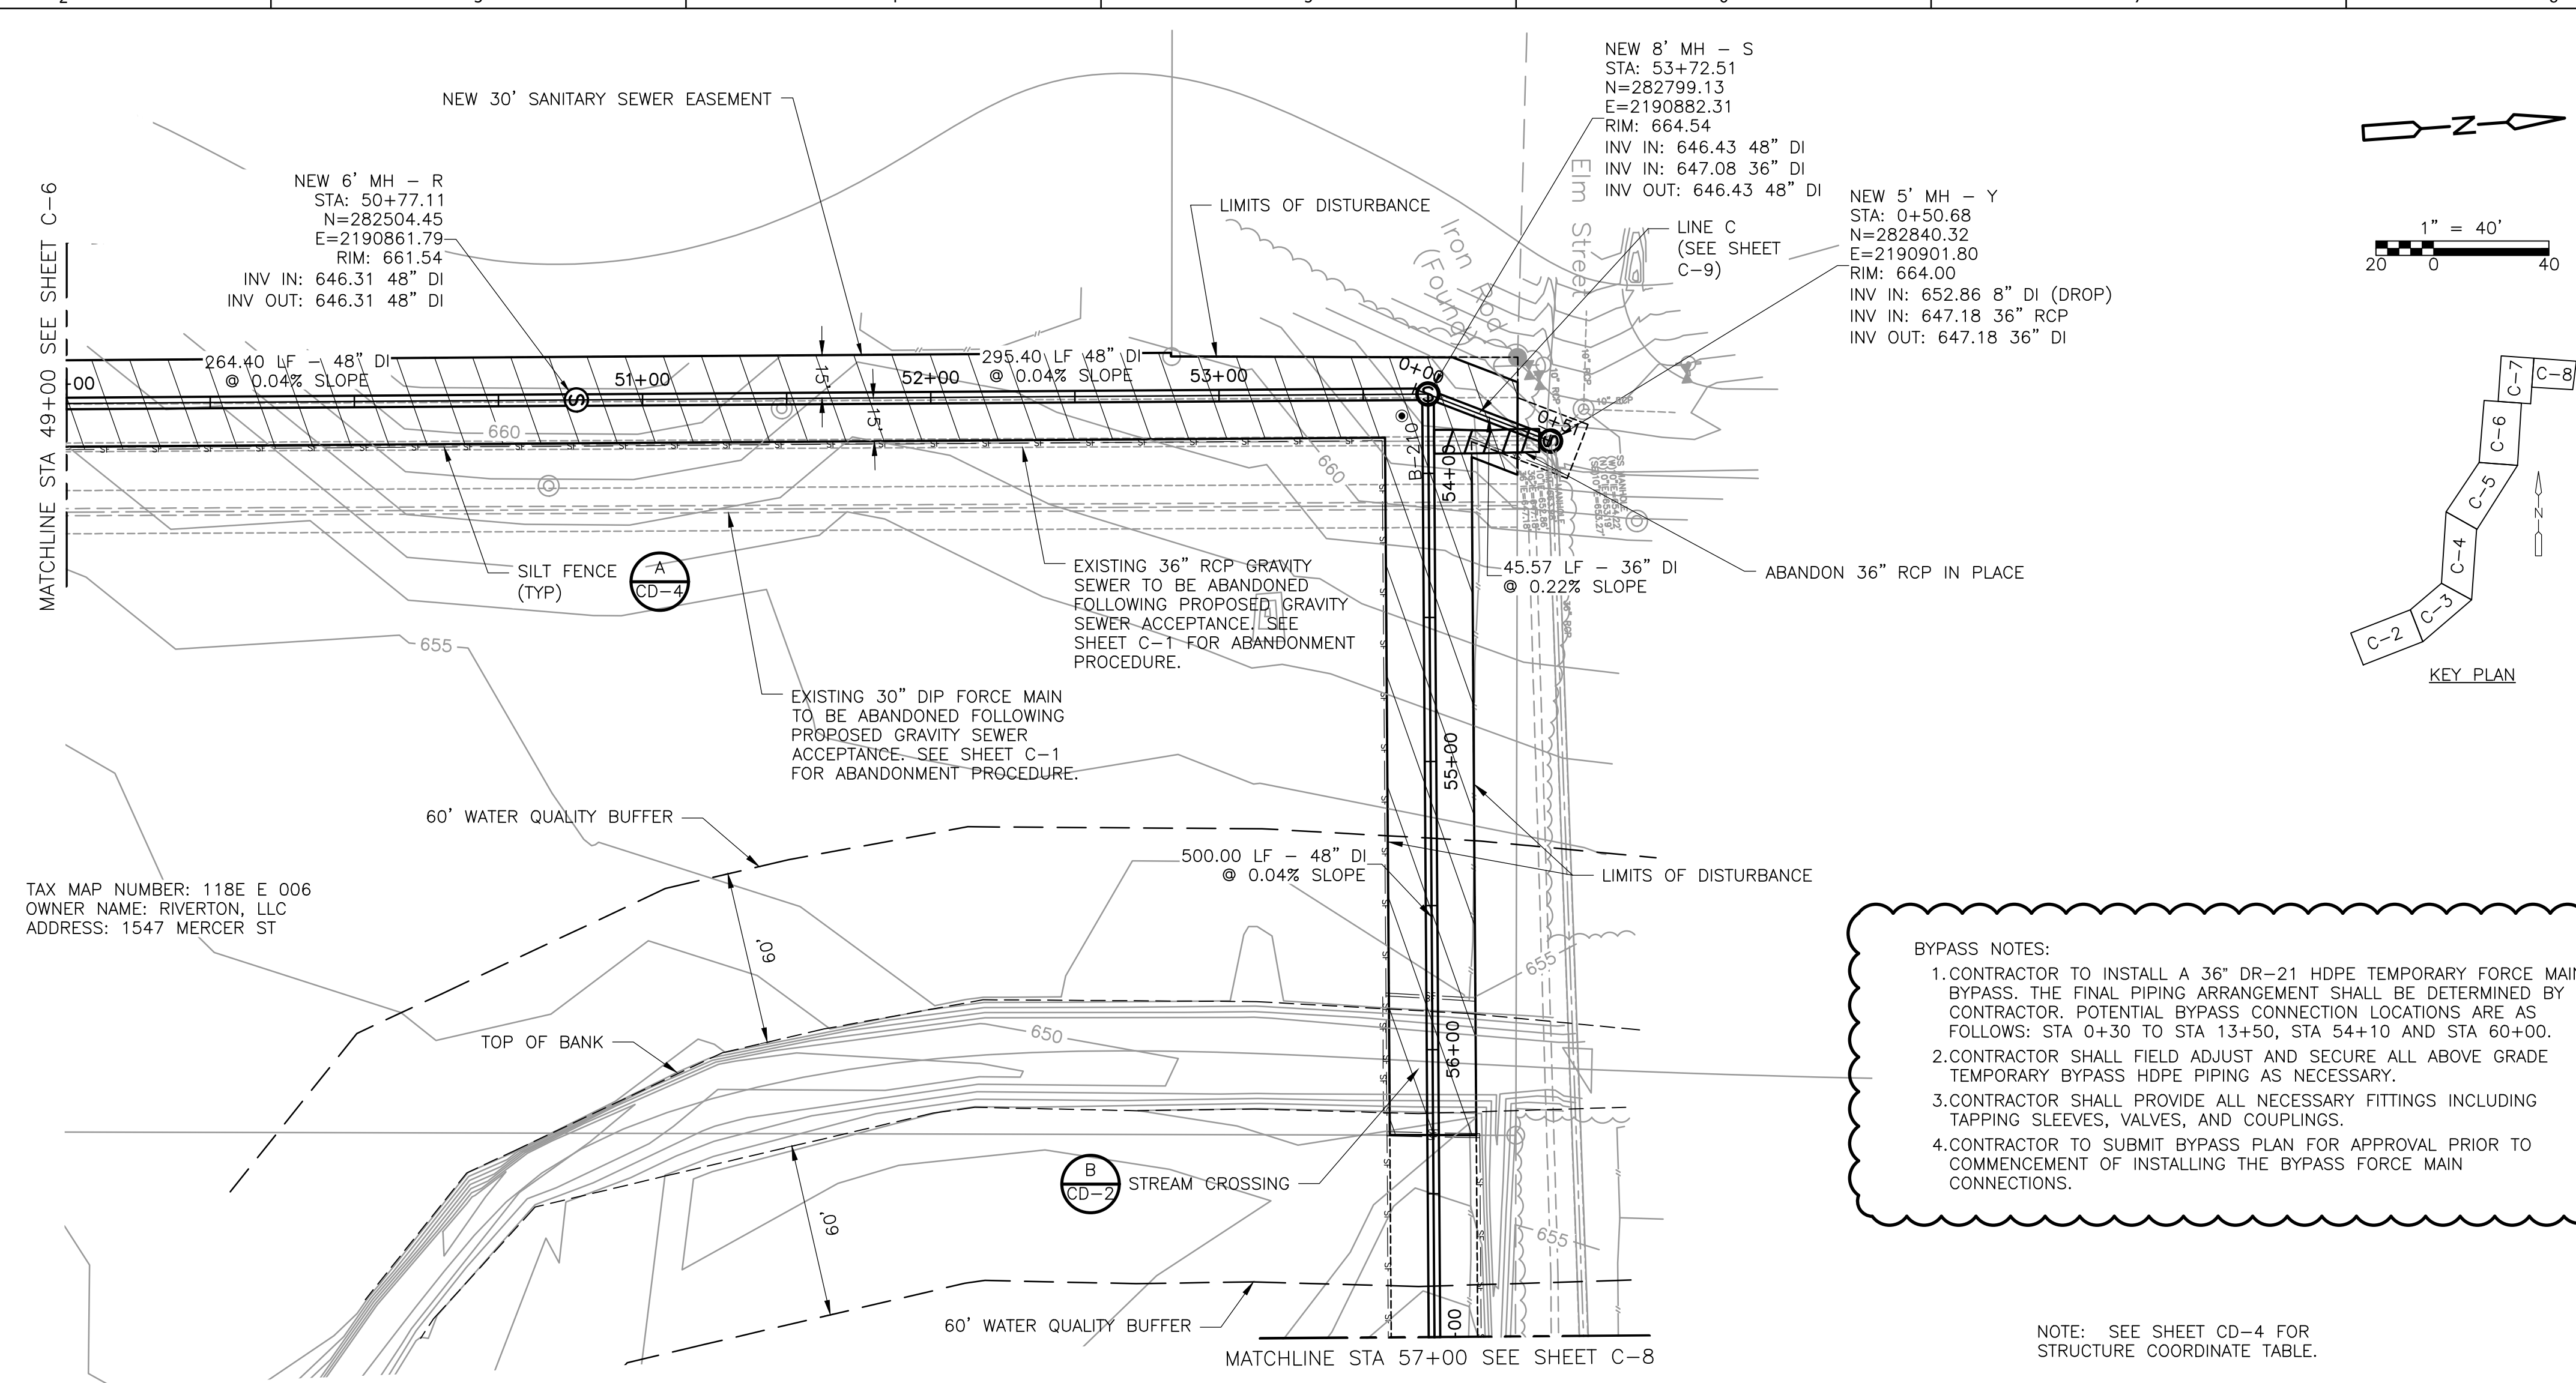 NEW 30' SANITARY SEWER EASEMENT
NEW 6' MH – R
STA: 50+77.11
N=282504.45
E=2190861.79
RIM: 661.54
INV IN: 646.31 48" DI
INV OUT: 646.31 48" DI
MATCHLINE STA 49+00 SEE SHEET C-6
LIMITS OF DISTURBANCE
NEW 8' MH – S
STA: 53+72.51
N=282799.13
E=2190882.31
RIM: 664.54
INV IN: 646.43 48" DI
INV IN: 647.08 36" DI
INV OUT: 646.43 48" DI
LINE C
(SEE SHEET
C-9)
NEW 5' MH – Y
STA: 0+50.68
N=282840.32
E=2190901.80
RIM: 664.00
INV IN: 652.86 8" DI (DROP)
INV IN: 647.18 36" RCP
INV OUT: 647.18 36" DI
Elm Street
Iron Rod
(Found)
N
1" = 40'
20 0 40
264.40 LF – 48" DI
@ 0.04% SLOPE
-00
S
51+00
15'
15'
52+00
295.40 LF 48" DI
@ 0.04% SLOPE
53+00
0+00
S
0+51
S
10" RCP
10" RCP
10" RCP
B-210
54+00
660
660
SILT FENCE
(TYP)
A
CD-4
EXISTING 36" RCP GRAVITY
SEWER TO BE ABANDONED
FOLLOWING PROPOSED GRAVITY
SEWER ACCEPTANCE. SEE
SHEET C-1 FOR ABANDONMENT
PROCEDURE.
45.57 LF – 36" DI
@ 0.22% SLOPE
ABANDON 36" RCP IN PLACE
36" RCP
655
EXISTING 30" DIP FORCE MAIN
TO BE ABANDONED FOLLOWING
PROPOSED GRAVITY SEWER
ACCEPTANCE. SEE SHEET C-1
FOR ABANDONMENT PROCEDURE.
55+00
60' WATER QUALITY BUFFER
500.00 LF – 48" DI
@ 0.04% SLOPE
LIMITS OF DISTURBANCE
TAX MAP NUMBER: 118E E 006
OWNER NAME: RIVERTON, LLC
ADDRESS: 1547 MERCER ST
60'
655
650
TOP OF BANK
56+00
B
CD-2
STREAM CROSSING
60'
655
60' WATER QUALITY BUFFER
-00
MATCHLINE STA 57+00 SEE SHEET C-8
C-7
C-8
C-6
C-5
C-4
C-3
C-2
N
KEY PLAN
BYPASS NOTES:
1. CONTRACTOR TO INSTALL A 36" DR-21 HDPE TEMPORARY FORCE MAIN
BYPASS. THE FINAL PIPING ARRANGEMENT SHALL BE DETERMINED BY
CONTRACTOR. POTENTIAL BYPASS CONNECTION LOCATIONS ARE AS
FOLLOWS: STA 0+30 TO STA 13+50, STA 54+10 AND STA 60+00.
2. CONTRACTOR SHALL FIELD ADJUST AND SECURE ALL ABOVE GRADE
TEMPORARY BYPASS HDPE PIPING AS NECESSARY.
3. CONTRACTOR SHALL PROVIDE ALL NECESSARY FITTINGS INCLUDING
TAPPING SLEEVES, VALVES, AND COUPLINGS.
4. CONTRACTOR TO SUBMIT BYPASS PLAN FOR APPROVAL PRIOR TO
COMMENCEMENT OF INSTALLING THE BYPASS FORCE MAIN
CONNECTIONS.
NOTE: SEE SHEET CD-4 FOR
STRUCTURE COORDINATE TABLE.